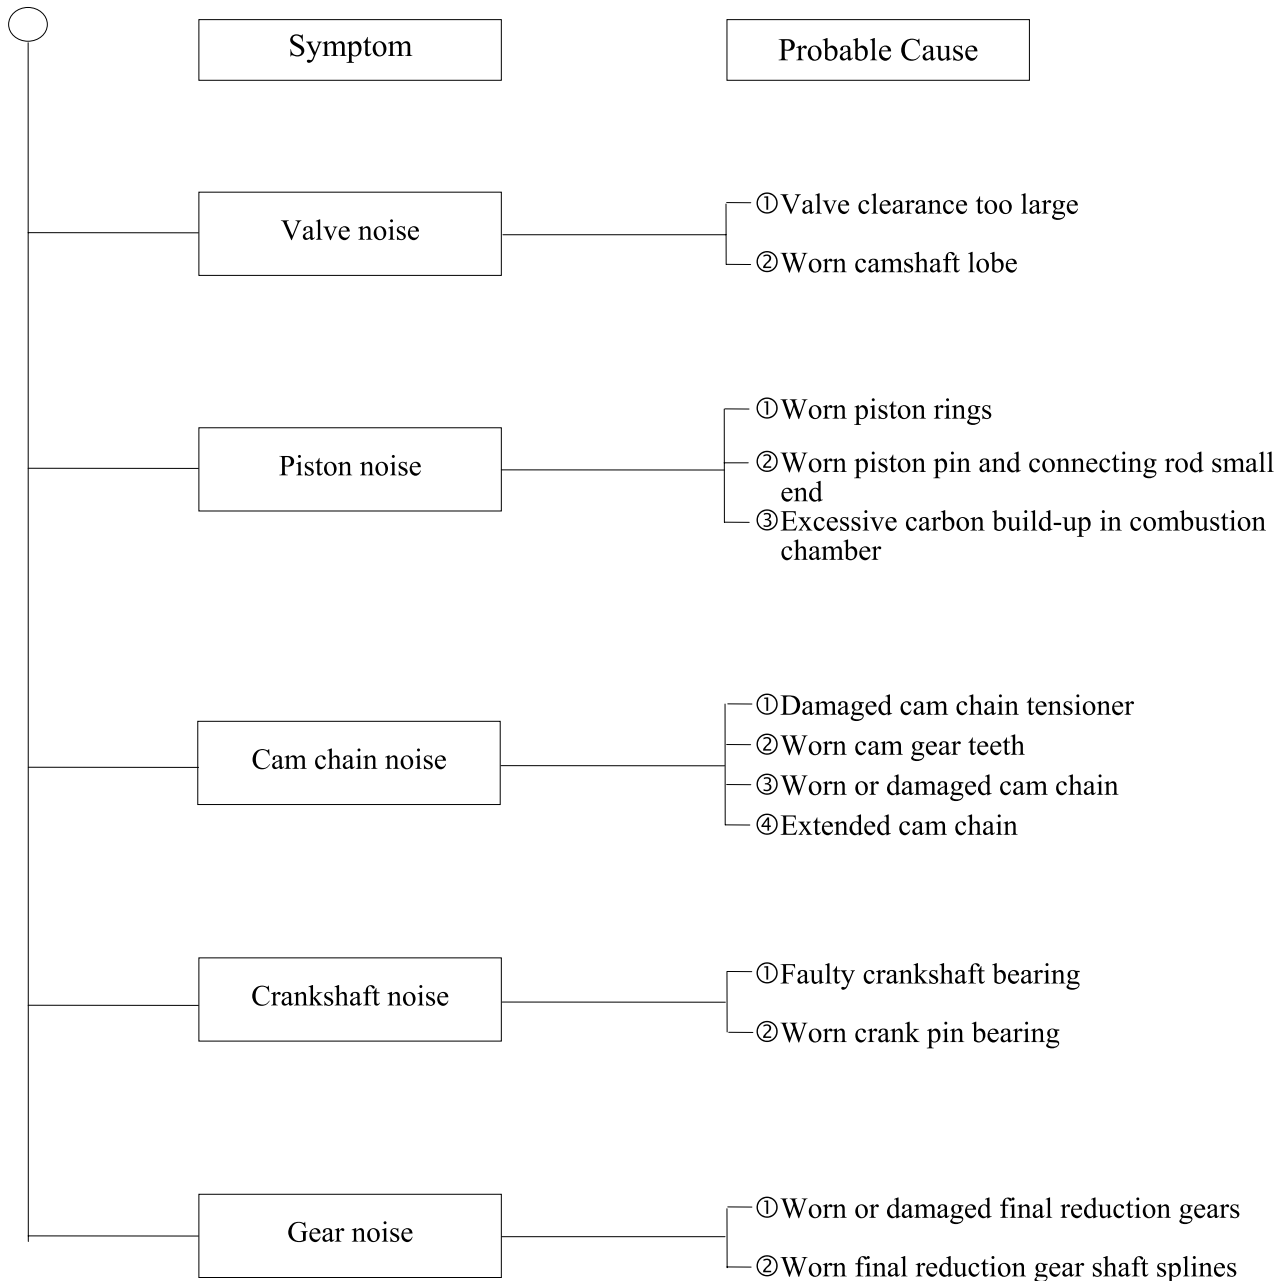 Symptom
Probable Cause
Valve noise
①Valve clearance too large
②Worn camshaft lobe
Piston noise
①Worn piston rings
②Worn piston pin and connecting rod small
end
③Excessive carbon build-up in combustion
chamber
Cam chain noise
①Damaged cam chain tensioner
②Worn cam gear teeth
③Worn or damaged cam chain
④Extended cam chain
Crankshaft noise
①Faulty crankshaft bearing
②Worn crank pin bearing
Gear noise
①Worn or damaged final reduction gears
②Worn final reduction gear shaft splines